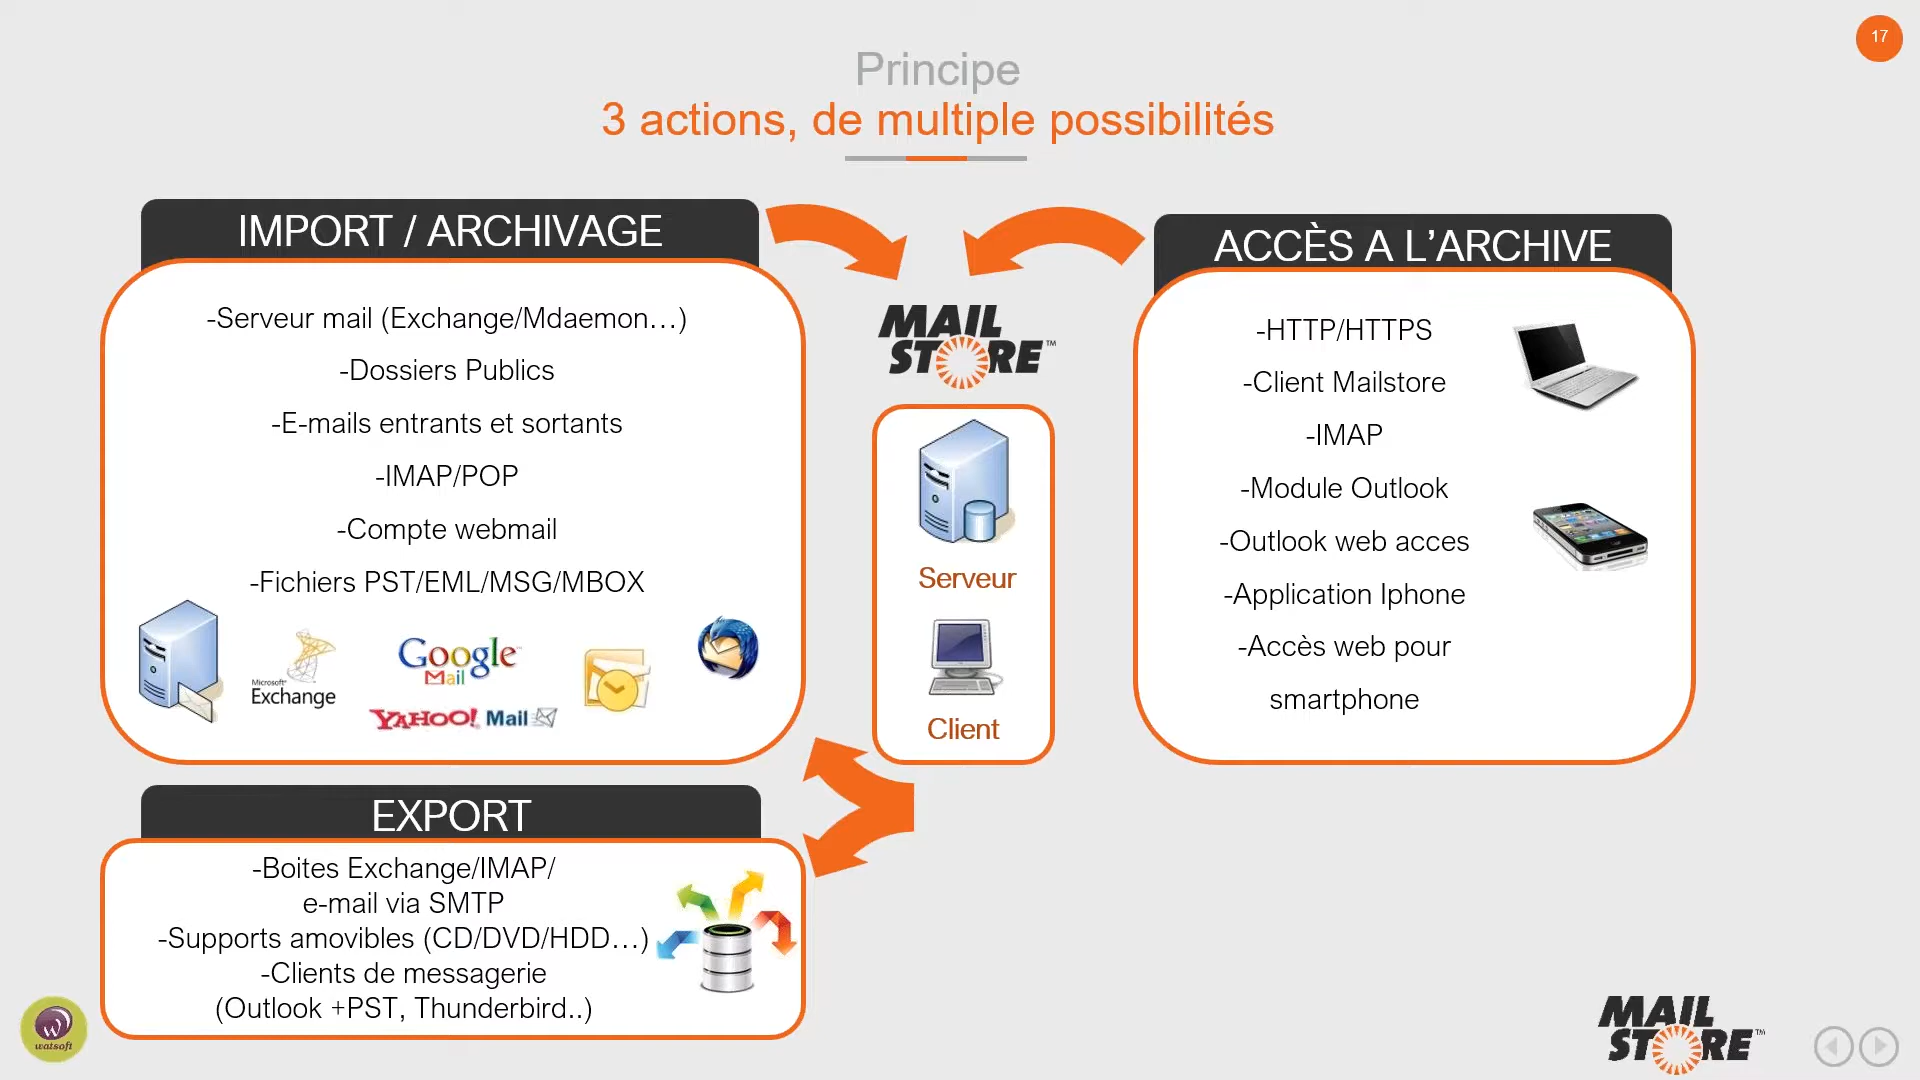 17
Principe
3 actions, de multiple possibilités
IMPORT / ARCHIVAGE
-Serveur mail (Exchange/Mdaemon…)
-Dossiers Publics
-E-mails entrants et sortants
-IMAP/POP
-Compte webmail
-Fichiers PST/EML/MSG/MBOX
Microsoft®
Exchange
Google™
Mail
YAHOO! Mail
MAIL
STORE™
Serveur
Client
ACCÈS A L’ARCHIVE
-HTTP/HTTPS
-Client Mailstore
-IMAP
-Module Outlook
-Outlook web acces
-Application Iphone
-Accès web pour
smartphone
EXPORT
-Boites Exchange/IMAP/
e-mail via SMTP
-Supports amovibles (CD/DVD/HDD…)
-Clients de messagerie
(Outlook +PST, Thunderbird..)
W
watsoft
MAIL
STORE™